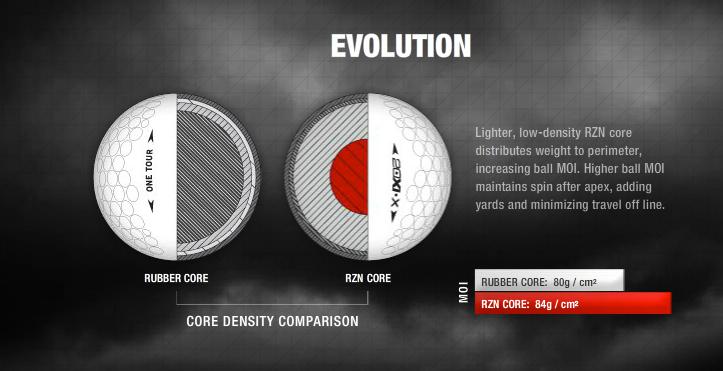 EVOLUTION
ONE TOUR
RUBBER CORE
RZN CORE
CORE DENSITY COMPARISON
Lighter, low-density RZN core
distributes weight to perimeter,
increasing ball MOI. Higher ball MOI
maintains spin after apex, adding
yards and minimizing travel off line.
MOI
RUBBER CORE: 80g / cm²
RZN CORE: 84g / cm²